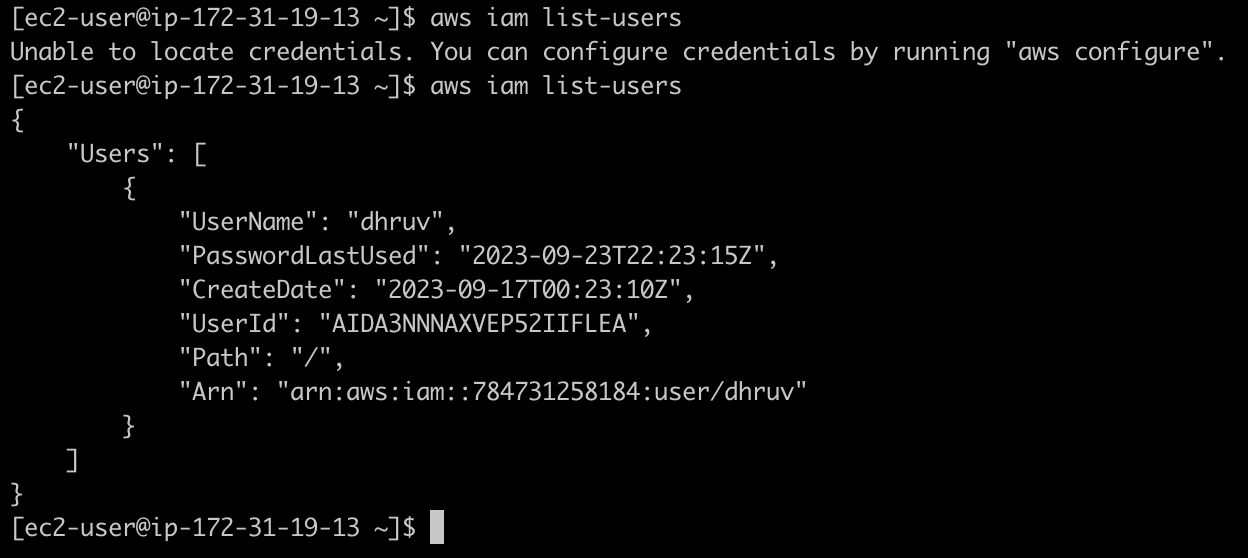 [ec2-user@ip-172-31-19-13 ~]$ aws iam list-users
Unable to locate credentials. You can configure credentials by running "aws configure".
[ec2-user@ip-172-31-19-13 ~]$ aws iam list-users
{
    "Users": [
        {
            "UserName": "dhruv",
            "PasswordLastUsed": "2023-09-23T22:23:15Z",
            "CreateDate": "2023-09-17T00:23:10Z",
            "UserId": "AIDA3NNNAXVEP52IIFLEA",
            "Path": "/",
            "Arn": "arn:aws:iam::784731258184:user/dhruv"
        }
    ]
}
[ec2-user@ip-172-31-19-13 ~]$